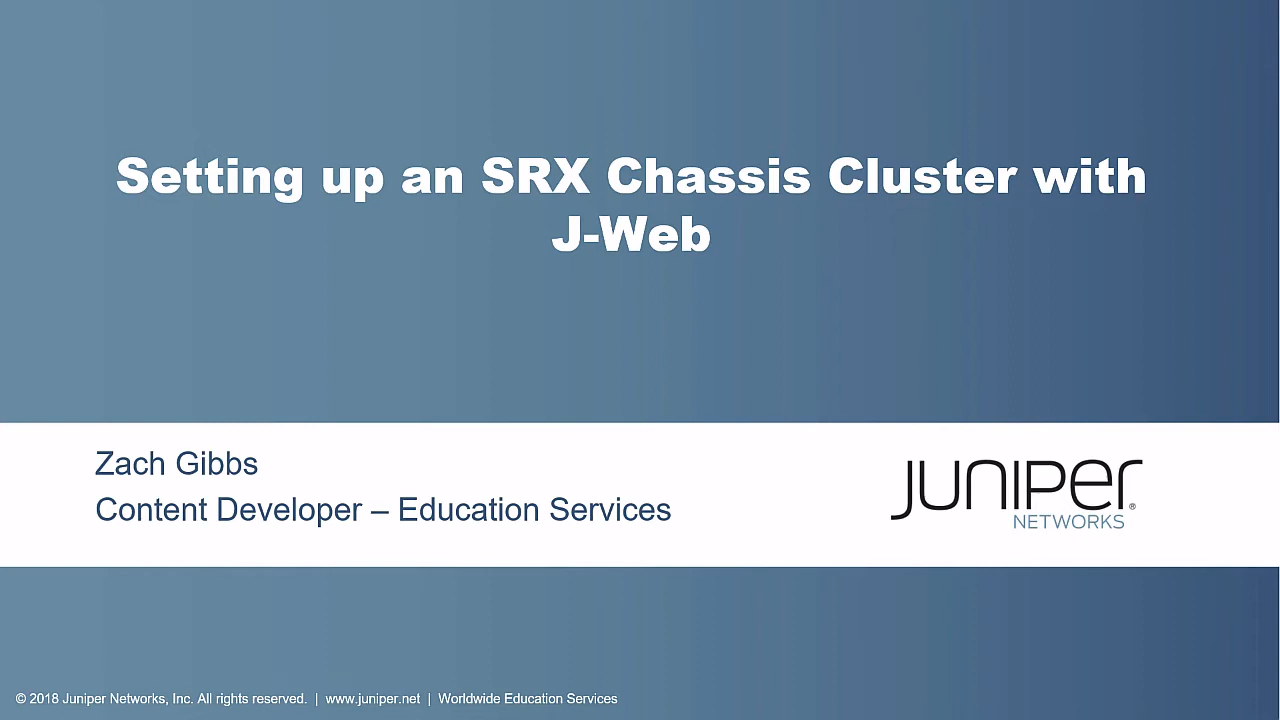 Setting up an SRX Chassis Cluster with
J-Web
Zach Gibbs
Content Developer – Education Services
JUNIPER®
NETWORKS
© 2018 Juniper Networks, Inc. All rights reserved. | www.juniper.net | Worldwide Education Services